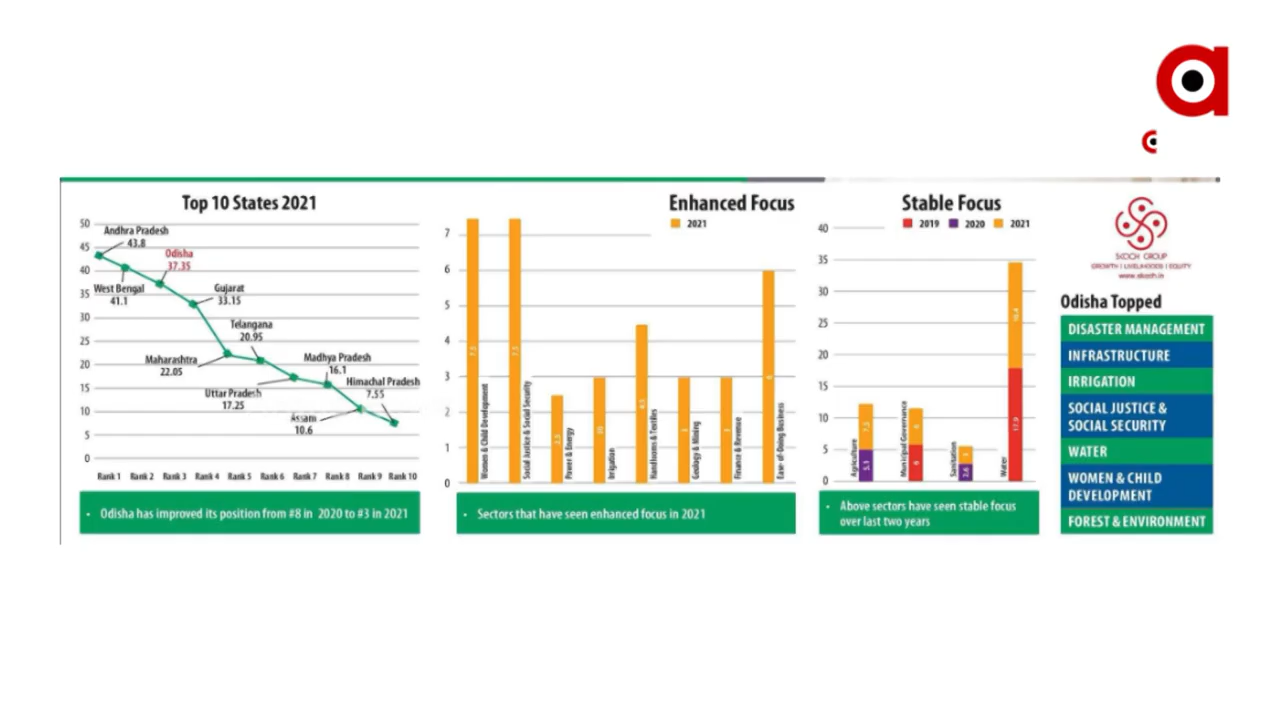 Top 10 States 2021
50
45
40
35
30
25
20
15
10
5
0
Andhra Pradesh
43.8
West Bengal
41.1
Odisha
37.35
Gujarat
33.15
Maharashtra
22.05
Telangana
20.95
Uttar Pradesh
17.25
Madhya Pradesh
16.1
Assam
10.6
Himachal Pradesh
7.55
Rank 1 Rank 2 Rank 3 Rank 4 Rank 5 Rank 6 Rank 7 Rank 8 Rank 9 Rank 10
• Odisha has improved its position from #8 in 2020 to #3 in 2021
Enhanced Focus
2021
7
6
5
4
3
2
1
0
Women & Child Development
Social Justice & Social Security
Power & Energy
Irrigation
Handlooms & Textiles
Geology & Mining
Finance & Revenue
Ease-of-Doing Business
• Sectors that have seen enhanced focus in 2021
Stable Focus
2019 2020 2021
40
35
30
25
20
15
10
5
0
Agriculture
Municipal Governance
Sanitation
Water
17.9
• Above sectors have seen stable focus
over last two years
SKOCH GROUP
GROWTH | LIVELIHOODS | EQUITY
www.skoch.in
Odisha Topped
DISASTER MANAGEMENT
INFRASTRUCTURE
IRRIGATION
SOCIAL JUSTICE &
SOCIAL SECURITY
WATER
WOMEN & CHILD
DEVELOPMENT
FOREST & ENVIRONMENT